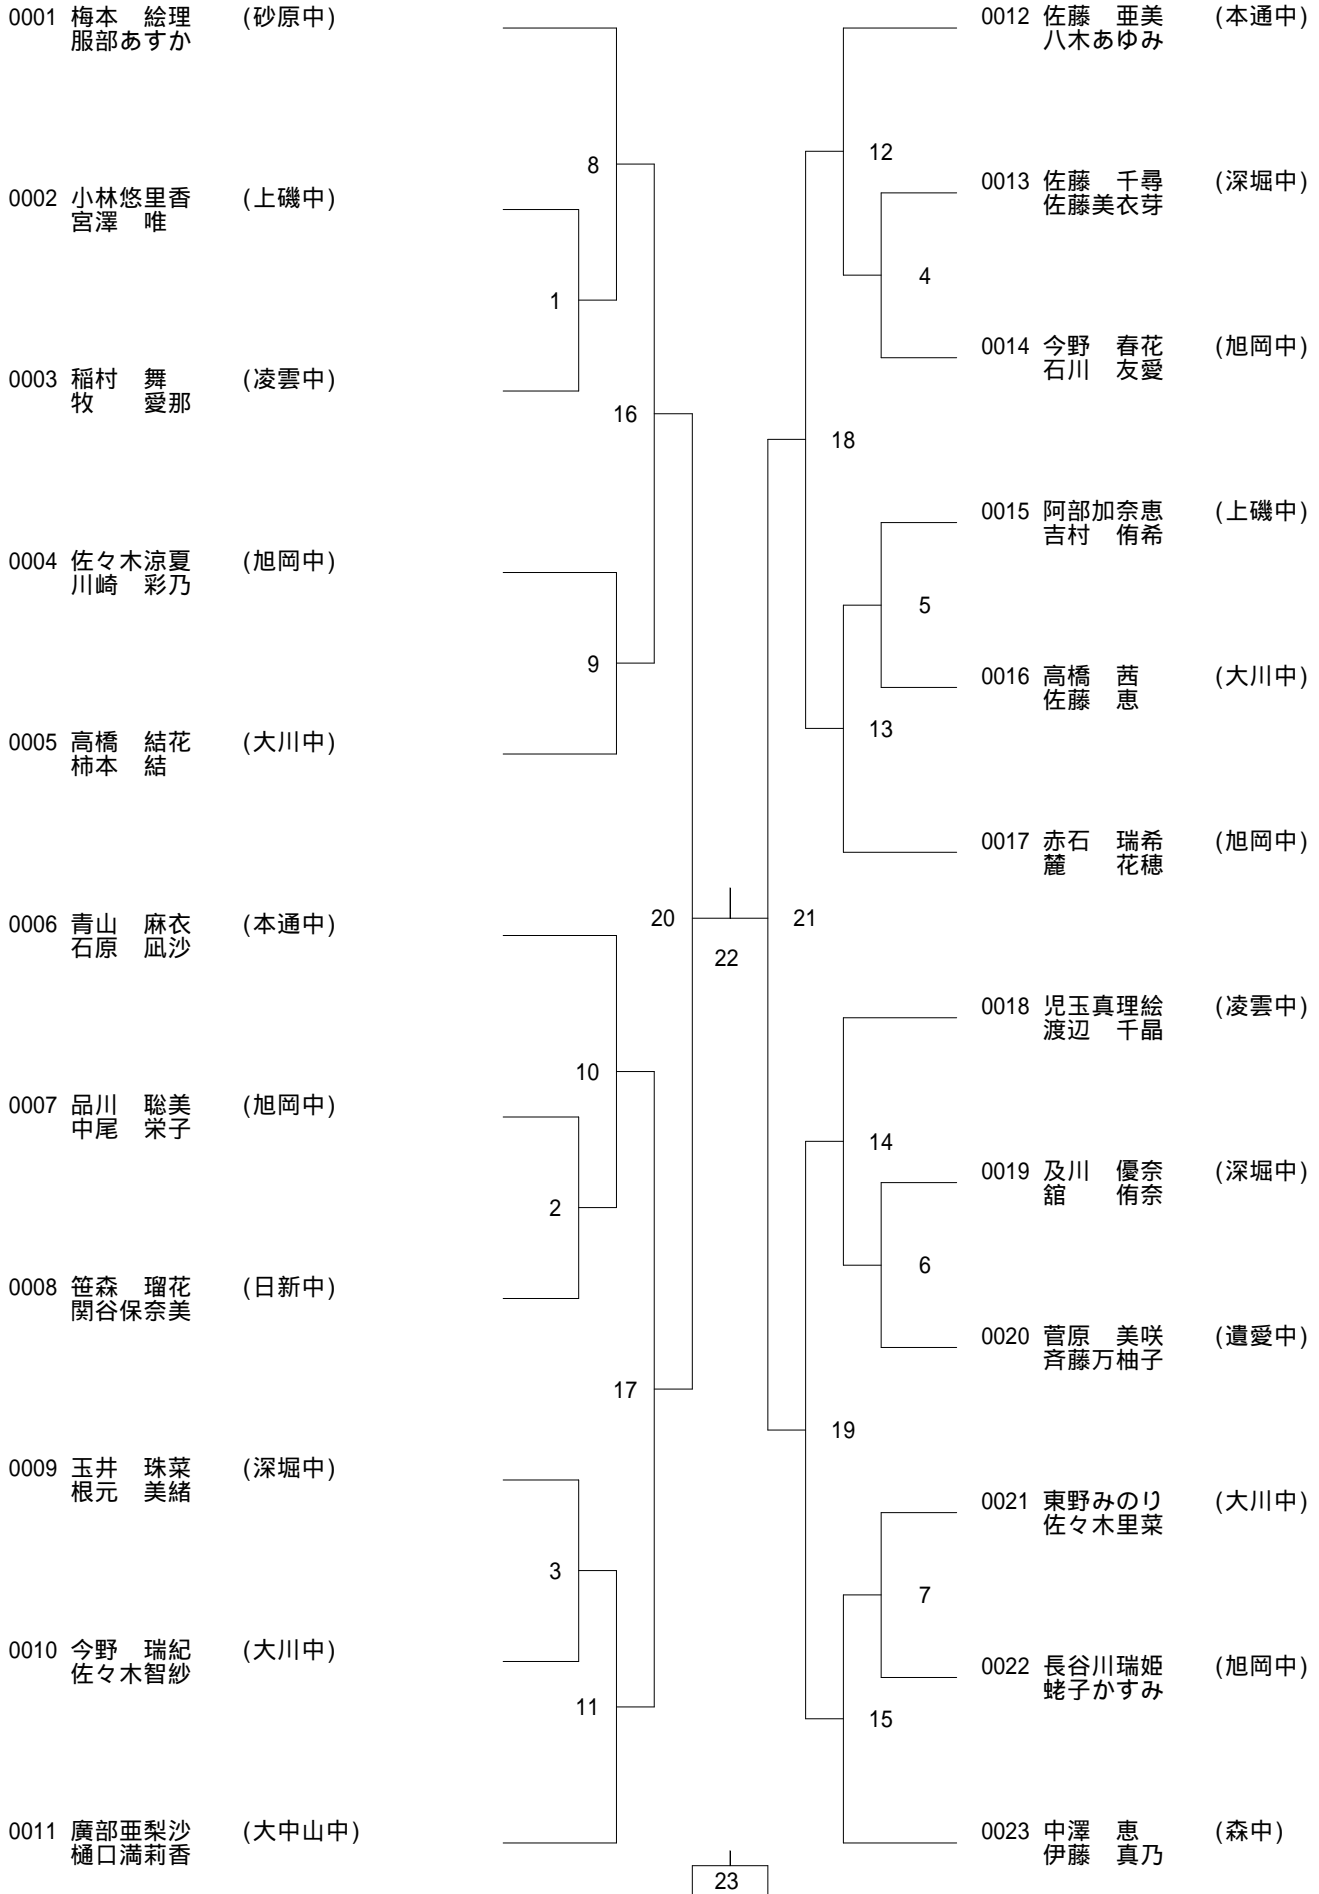 0001 梅本　絵理 (砂原中)
服部あすか
8
0002 小林悠里香 (上磯中)
宮澤　唯
1
0003 稲村　舞 (凌雲中)
牧　　愛那
16
0004 佐々木涼夏 (旭岡中)
川崎　彩乃
9
0005 高橋　結花 (大川中)
柿本　結
20
0006 青山　麻衣 (本通中)
石原　凪沙
10
0007 品川　聡美 (旭岡中)
中尾　栄子
2
0008 笹森　瑠花 (日新中)
関谷保奈美
17
0009 玉井　珠菜 (深堀中)
根元　美緒
3
0010 今野　瑞紀 (大川中)
佐々木智紗
11
0011 廣部亜梨沙 (大中山中)
樋口満莉香
22
23
0012 佐藤　亜美 (本通中)
八木あゆみ
12
0013 佐藤　千尋 (深堀中)
佐藤美衣芽
4
0014 今野　春花 (旭岡中)
石川　友愛
18
0015 阿部加奈恵 (上磯中)
吉村　侑希
5
0016 高橋　茜 (大川中)
佐藤　恵
13
0017 赤石　瑞希 (旭岡中)
麓　　花穂
21
0018 児玉真理絵 (凌雲中)
渡辺　千晶
14
0019 及川　優奈 (深堀中)
舘　　侑奈
6
0020 菅原　美咲 (遺愛中)
斉藤万柚子
19
0021 東野みのり (大川中)
佐々木里菜
7
0022 長谷川瑞姫 (旭岡中)
蛯子かすみ
15
0023 中澤　恵 (森中)
伊藤　真乃